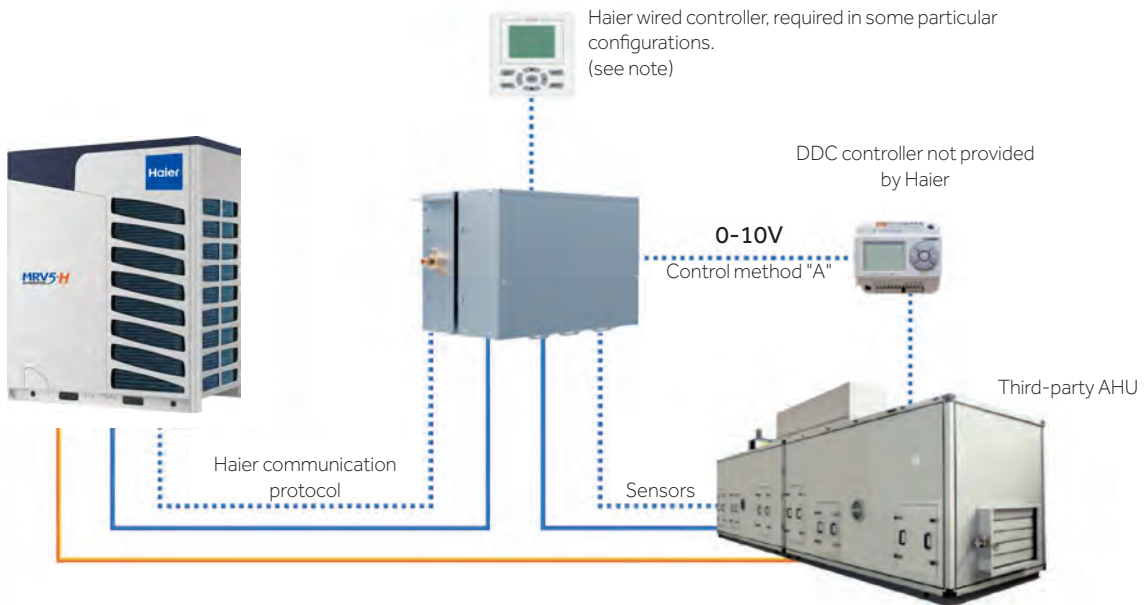 Haier wired controller, required in some particular
configurations.
(see note)
DDC controller not provided
by Haier
Haier
0-10V
Control method "A"
MRV5-H
Third-party AHU
Haier communication
protocol
Sensors